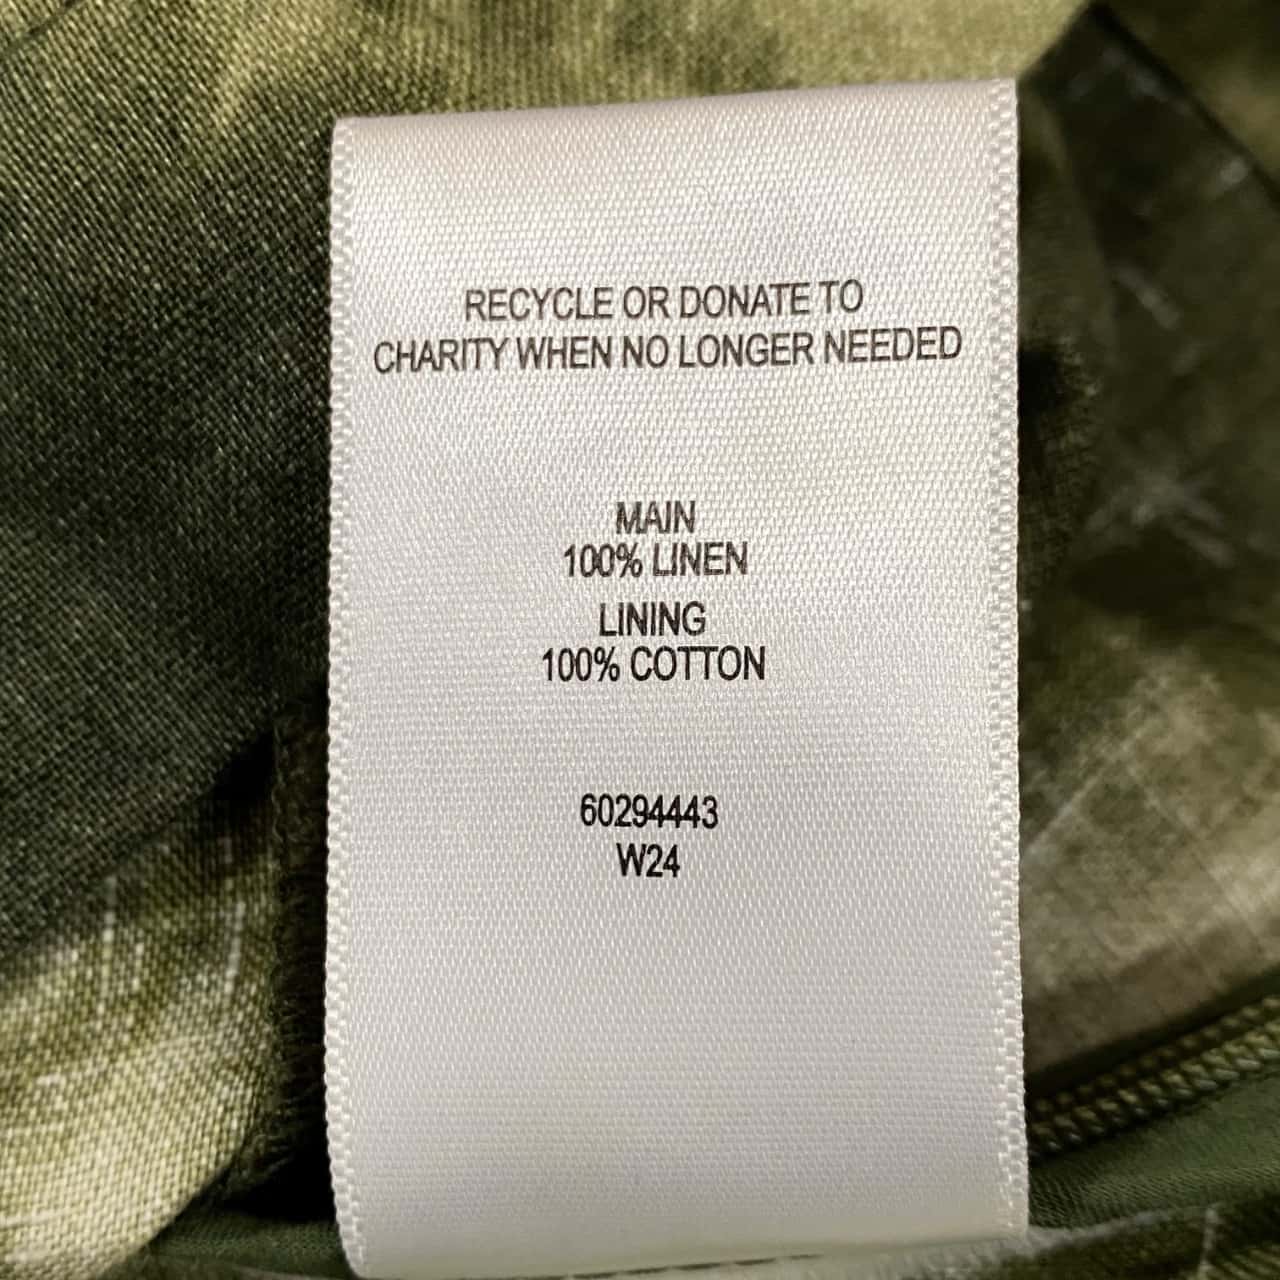 RECYCLE OR DONATE TO
CHARITY WHEN NO LONGER NEEDED
MAIN
100% LINEN
LINING
100% COTTON
60294443
W24